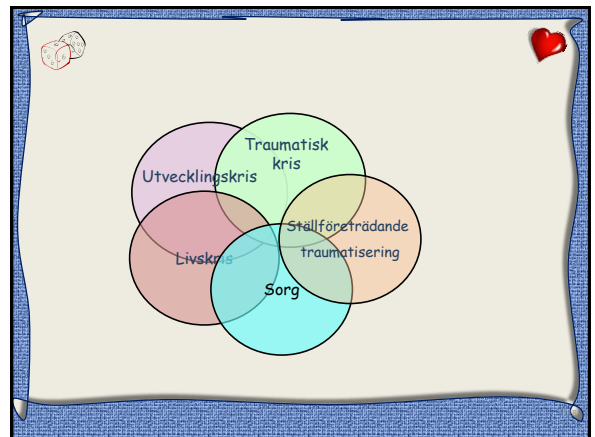 Traumatisk
kris
Utvecklingskris
Ställföreträdande
traumatisering
Livskris
Sorg